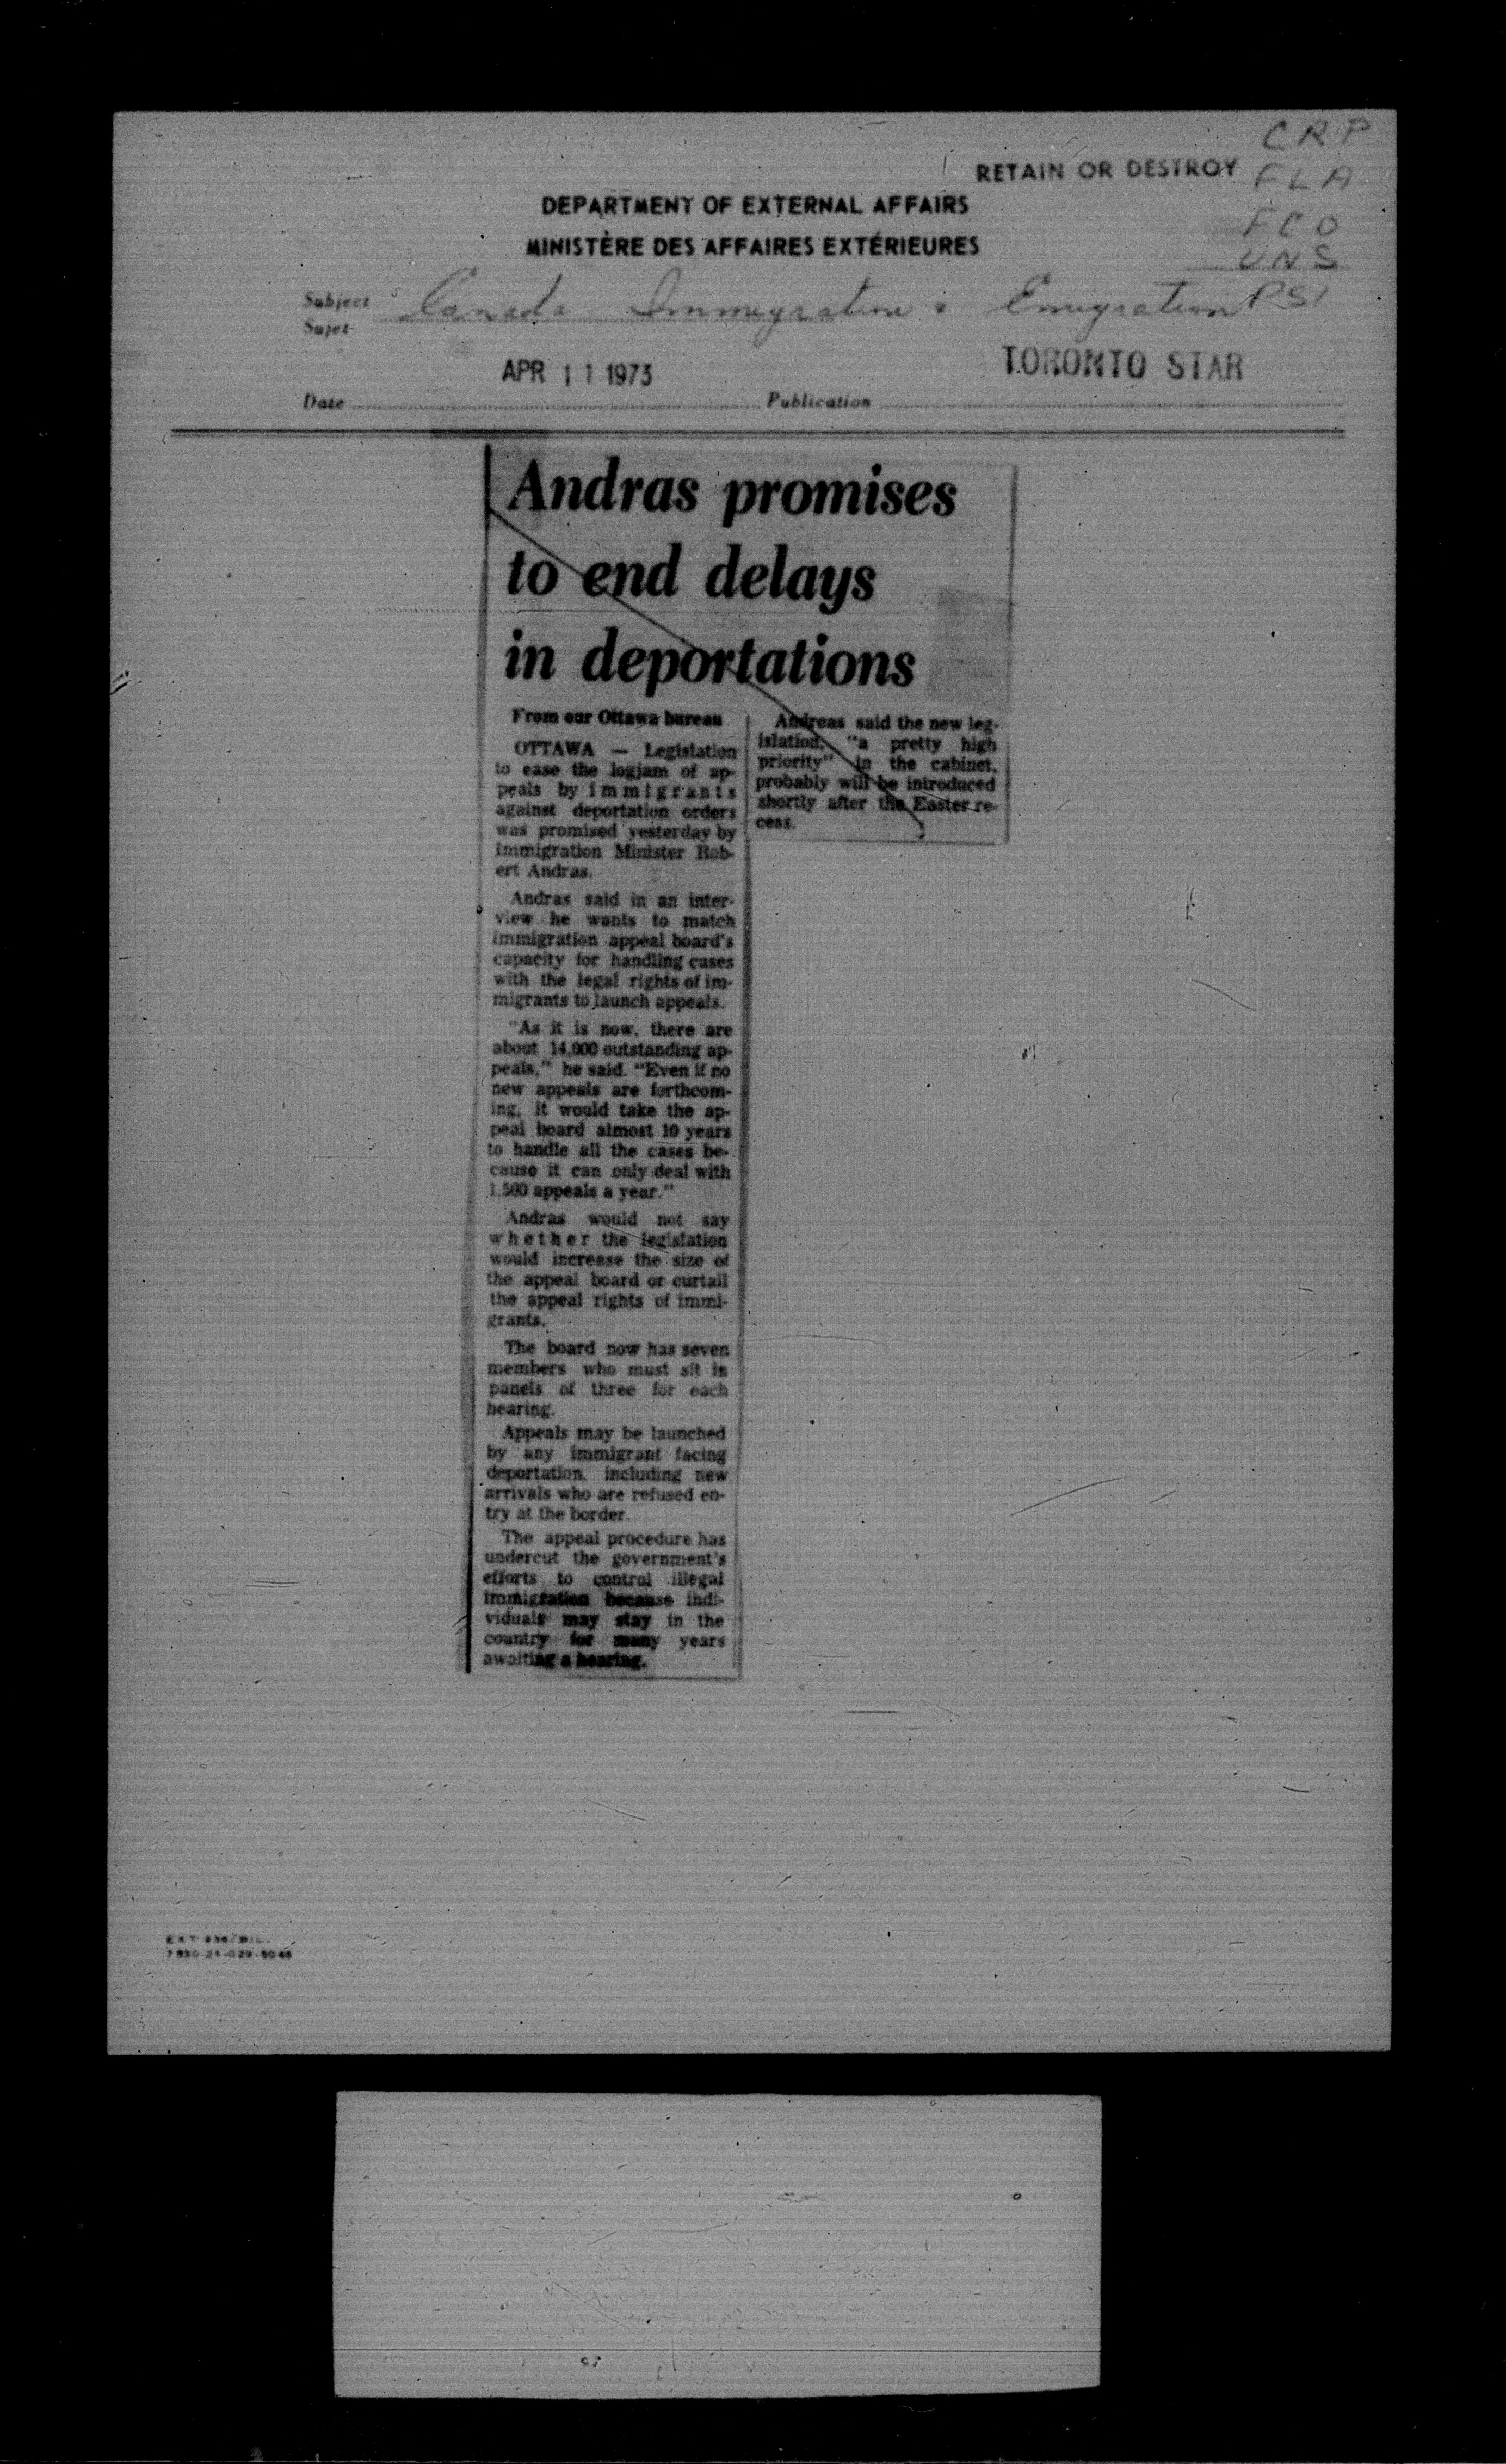 CRP
RETAIN OR DESTROY
FLA
DEPARTMENT OF EXTERNAL AFFAIRS
FCO
MINISTÈRE DES AFFAIRES EXTÉRIEURES
UNS
Subject
Sujet
Canada Immigration & Emigration
PSI
APR 11 1973
TORONTO STAR
Date
Publication
Andras promises
to end delays
in deportations
From our Ottawa bureau
OTTAWA — Legislation
to ease the logjam of ap-
peals by immigrants
against deportation orders
was promised yesterday by
Immigration Minister Rob-
ert Andras.
Andras said in an inter-
view he wants to match
immigration appeal board's
capacity for handling cases
with the legal rights of im-
migrants to launch appeals.
"As it is now, there are
about 14,000 outstanding ap-
peals," he said. "Even if no
new appeals are forthcom-
ing, it would take the ap-
peal board almost 10 years
to handle all the cases be-
cause it can only deal with
1,500 appeals a year."
Andras would not say
whether the legislation
would increase the size of
the appeal board or curtail
the appeal rights of immi-
grants.
The board now has seven
members who must sit in
panels of three for each
hearing.
Appeals may be launched
by any immigrant facing
deportation, including new
arrivals who are refused en-
try at the border.
The appeal procedure has
undercut the government's
efforts to control illegal
immigration because indi-
viduals may stay in the
country for many years
awaiting a hearing.
Andreas said the new leg-
islation, "a pretty high
priority" in the cabinet,
probably will be introduced
shortly after the Easter re-
cess.